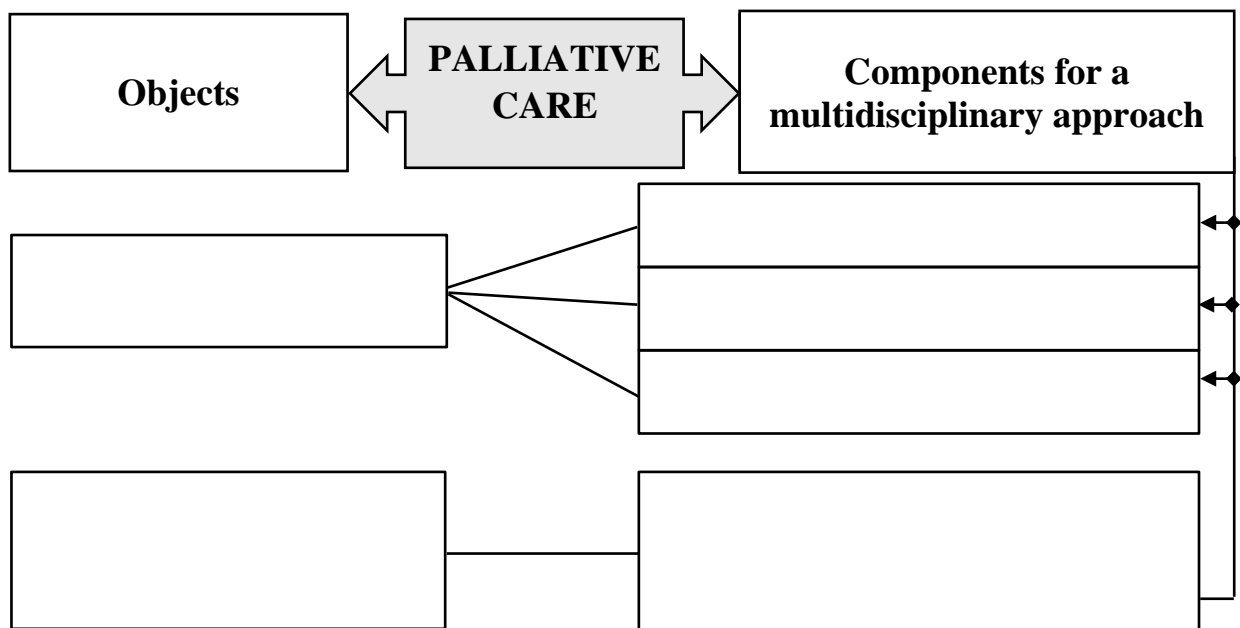 Objects
PALLIATIVE
CARE
Components for a
multidisciplinary approach